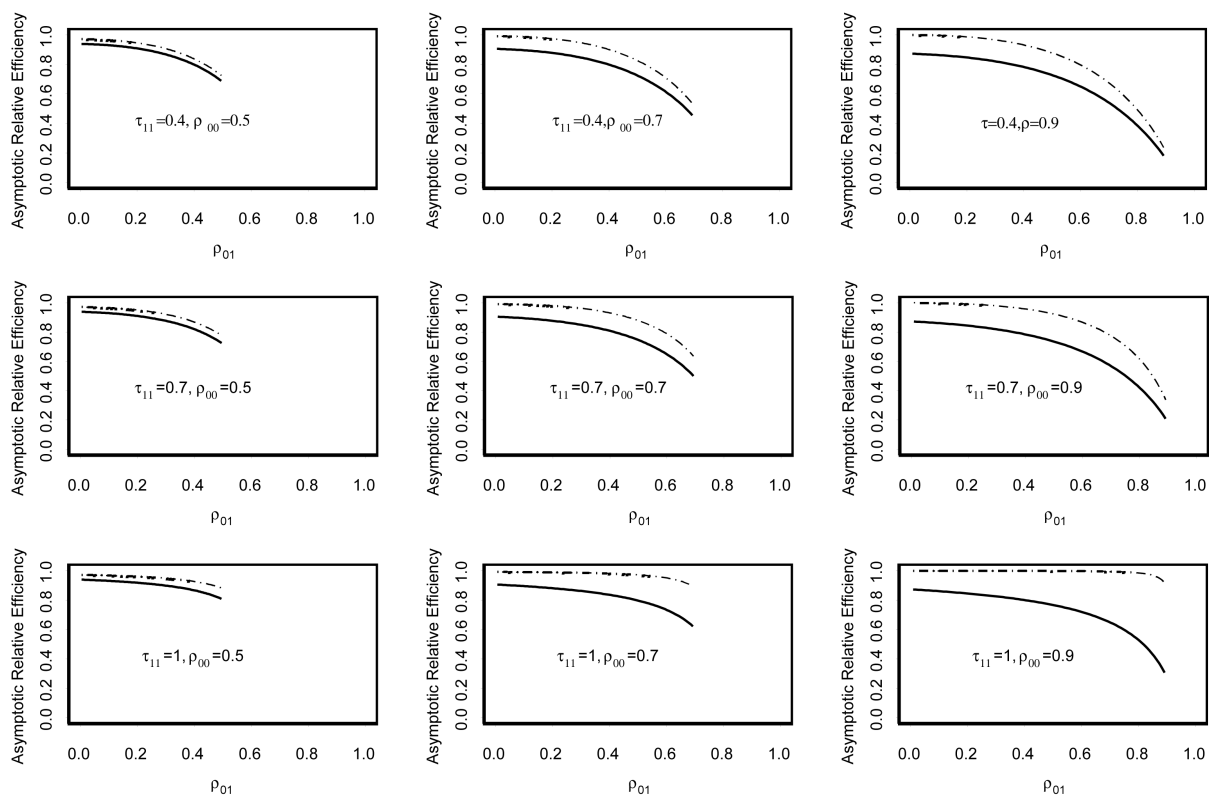 Asymptotic Relative Efficiency
0.0 0.2 0.4 0.6 0.8 1.0
τ11=0.4, ρ00=0.5
0.0 0.2 0.4 0.6 0.8 1.0
ρ01
Asymptotic Relative Efficiency
0.0 0.2 0.4 0.6 0.8 1.0
τ11=0.4,ρ00=0.7
0.0 0.2 0.4 0.6 0.8 1.0
ρ01
Asymptotic Relative Efficiency
0.0 0.2 0.4 0.6 0.8 1.0
τ=0.4,ρ=0.9
0.0 0.2 0.4 0.6 0.8 1.0
ρ01
Asymptotic Relative Efficiency
0.0 0.2 0.4 0.6 0.8 1.0
τ11=0.7, ρ00=0.5
0.0 0.2 0.4 0.6 0.8 1.0
ρ01
Asymptotic Relative Efficiency
0.0 0.2 0.4 0.6 0.8 1.0
τ11=0.7, ρ00=0.7
0.0 0.2 0.4 0.6 0.8 1.0
ρ01
Asymptotic Relative Efficiency
0.0 0.2 0.4 0.6 0.8 1.0
τ11=0.7, ρ00=0.9
0.0 0.2 0.4 0.6 0.8 1.0
ρ01
Asymptotic Relative Efficiency
0.0 0.2 0.4 0.6 0.8 1.0
τ11=1, ρ00=0.5
0.0 0.2 0.4 0.6 0.8 1.0
ρ01
Asymptotic Relative Efficiency
0.0 0.2 0.4 0.6 0.8 1.0
τ11=1, ρ00=0.7
0.0 0.2 0.4 0.6 0.8 1.0
ρ01
Asymptotic Relative Efficiency
0.0 0.2 0.4 0.6 0.8 1.0
τ11=1, ρ00=0.9
0.0 0.2 0.4 0.6 0.8 1.0
ρ01